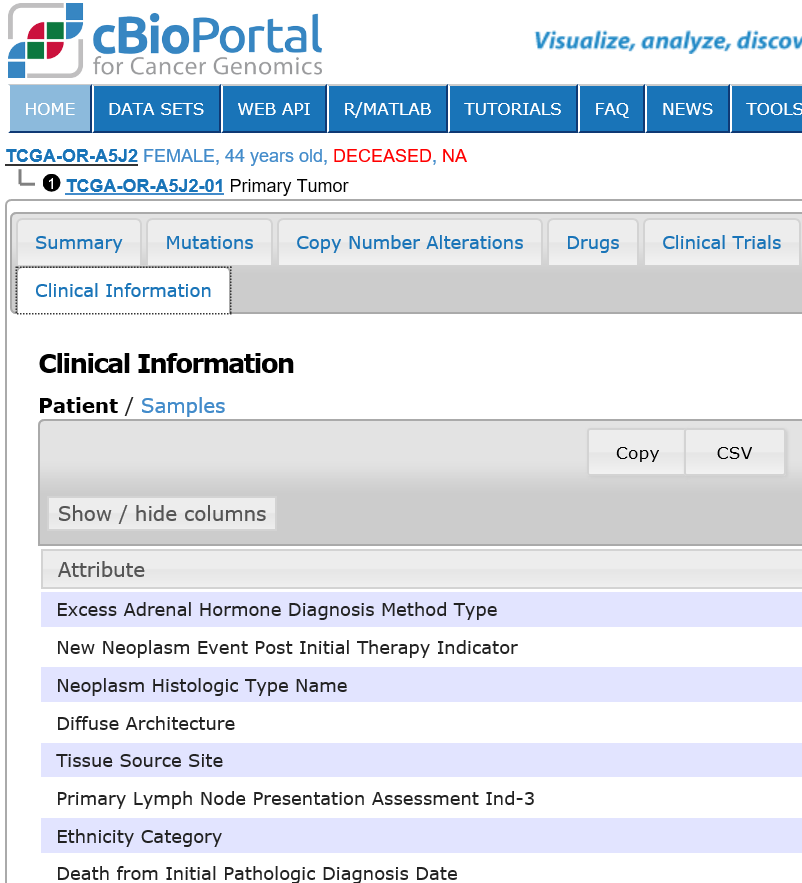 cBioPortal
for Cancer Genomics
Visualize, analyze, discov
HOME DATA SETS WEB API R/MATLAB TUTORIALS FAQ NEWS TOOLS
TCGA-OR-A5J2 FEMALE, 44 years old, DECEASED, NA
1 TCGA-OR-A5J2-01 Primary Tumor
Summary Mutations Copy Number Alterations Drugs Clinical Trials
Clinical Information
Clinical Information
Patient / Samples
Copy CSV
Show / hide columns
Attribute
Excess Adrenal Hormone Diagnosis Method Type
New Neoplasm Event Post Initial Therapy Indicator
Neoplasm Histologic Type Name
Diffuse Architecture
Tissue Source Site
Primary Lymph Node Presentation Assessment Ind-3
Ethnicity Category
Death from Initial Pathologic Diagnosis Date